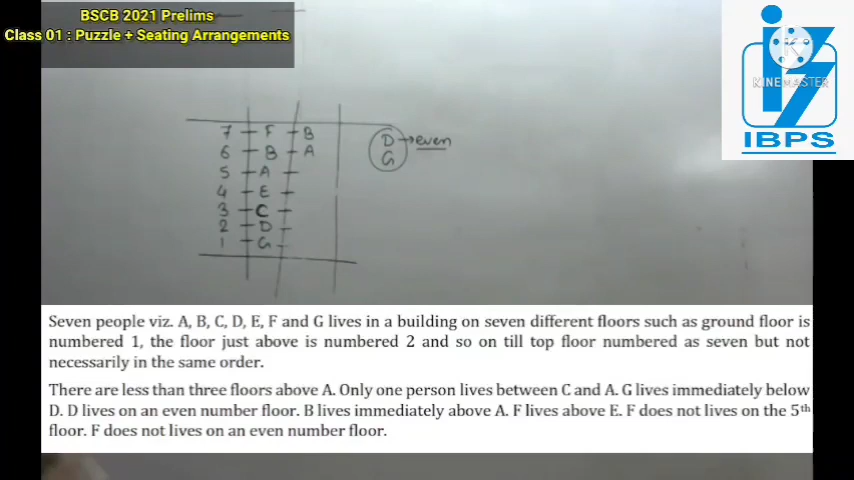 BSCB 2021 Prelims
Class 01 : Puzzle + Seating Arrangements
KINEMASTER
IBPS
7 F B
6 B A
5 A
4 E
3 C
2 D
1 G
D → even
G
Seven people viz. A, B, C, D, E, F and G lives in a building on seven different floors such as ground floor is
numbered 1, the floor just above is numbered 2 and so on till top floor numbered as seven but not
necessarily in the same order.
There are less than three floors above A. Only one person lives between C and A. G lives immediately below
D. D lives on an even number floor. B lives immediately above A. F lives above E. F does not lives on the 5th
floor. F does not lives on an even number floor.